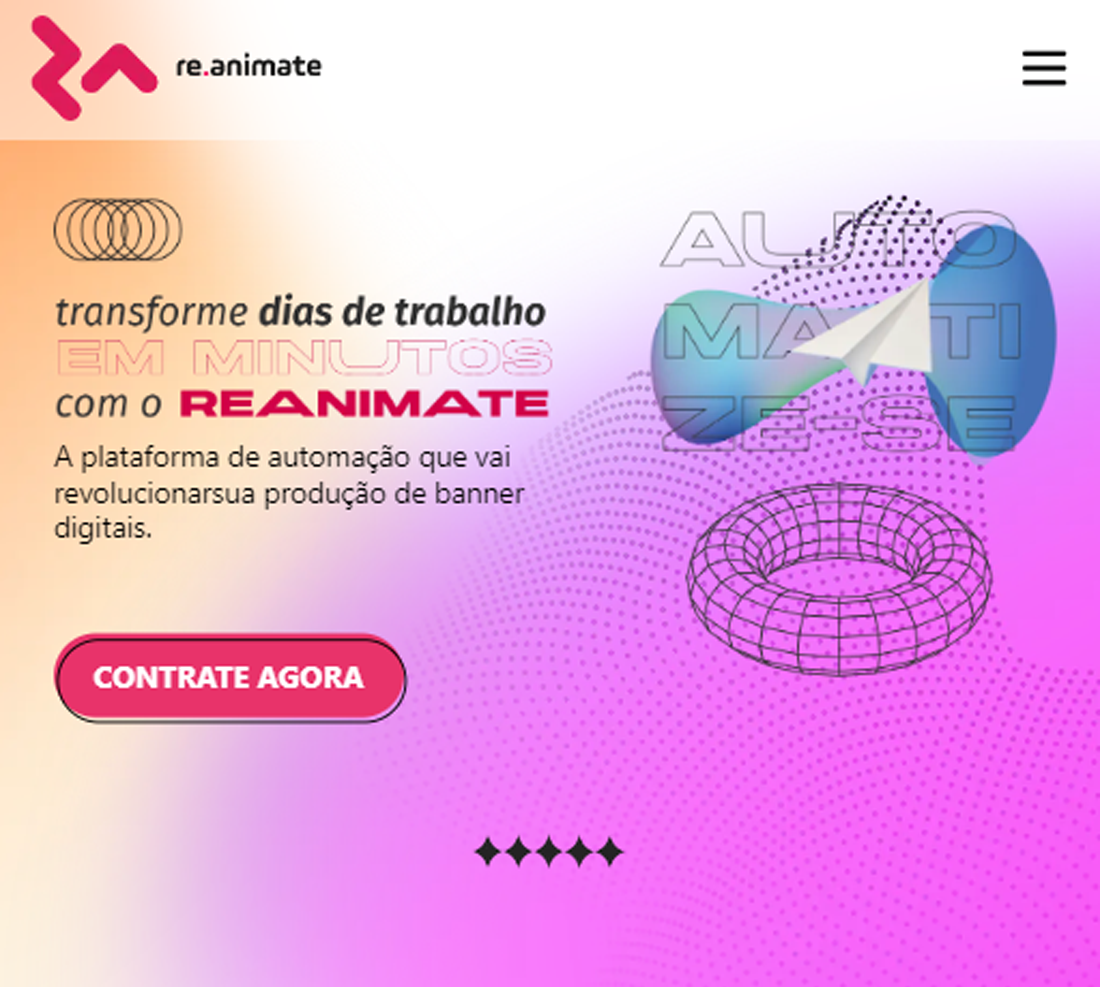 re.animate
transforme dias de trabalho
EM MINUTOS
com o REANIMATE
A plataforma de automação que vai
revolucionarsua produção de banner
digitais.
CONTRATE AGORA
AUTO
MATI
ZE-SE